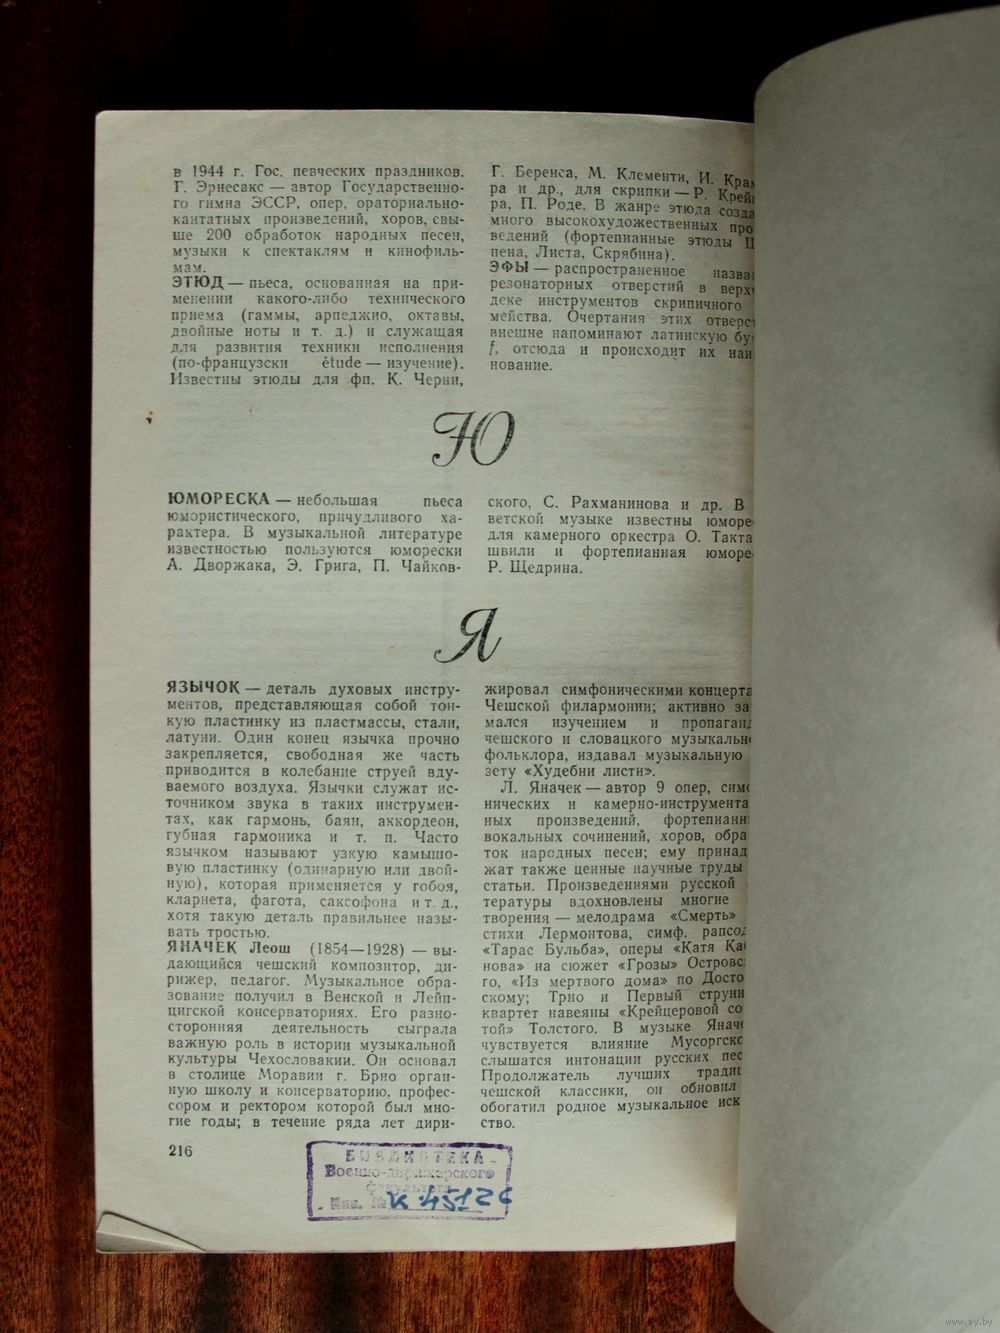 в 1944 г. Гос. певческих праздников.
Г. Эрнесакс — автор Государственно-
го гимна ЭССР, опер, ораториально-
кантатных произведений, хоров, свы-
ше 200 обработок народных песен,
музыки к спектаклям и кинофиль-
мам.
ЭТЮД — пьеса, основанная на при-
менении какого-либо технического
приема (гаммы, арпеджио, октавы,
двойные ноты и т. д.) и служащая
для развития техники исполнения
(по-французски étude — изучение).
Известны этюды для фп. К. Черни,
Г. Беренса, М. Клементи, И. Крам
ра и др., для скрипки — Р. Крей
ра, П. Роде. В жанре этюда созда
много высокохудожественных про
ведений (фортепианные этюды Ш
пена, Листа, Скрябина).
ЭФЫ — распространенное назва
резонаторных отверстий в верх
деке инструментов скрипичного
мейства. Очертания этих отверст
внешне напоминают латинскую бу
f, отсюда и происходит их наи
нование.
Ю
ЮМОРЕСКА — небольшая пьеса
юмористического, причудливого ха-
рактера. В музыкальной литературе
известностью пользуются юморески
А. Дворжака, Э. Грига, П. Чайков-
ского, С. Рахманинова и др. В
ветской музыке известны юморе
для камерного оркестра О. Такта
швили и фортепианная юморе
Р. Щедрина.
Я
ЯЗЫЧОК — деталь духовых инстру-
ментов, представляющая собой тон-
кую пластинку из пластмассы, стали,
латуни. Один конец язычка прочно
закрепляется, свободная же часть
приводится в колебание струей вду-
ваемого воздуха. Язычки служат ис-
точником звука в таких инструмен-
тах, как гармонь, баян, аккордеон,
губная гармоника и т. п. Часто
язычком называют узкую камышо-
вую пластинку (одинарную или двой-
ную), которая применяется у гобоя,
кларнета, фагота, саксофона и т. д.,
хотя такую деталь правильнее назы-
вать тростью.
ЯНАЧЕК Леош (1854—1928) — вы-
дающийся чешский композитор, ди-
рижер, педагог. Музыкальное обра-
зование получил в Венской и Лейп-
цигской консерваториях. Его разно-
сторонняя деятельность сыграла
важную роль в истории музыкальной
культуры Чехословакии. Он основал
в столице Моравии г. Брно орган-
ную школу и консерваторию, профес-
сором и ректором которой был мно-
гие годы; в течение ряда лет дири-
жировал симфоническими концерта
Чешской филармонии; активно за
мался изучением и пропаганд
чешского и словацкого музыкальн
фольклора, издавал музыкальную
зету «Худебни листи».
Л. Яначек — автор 9 опер, симф
нических и камерно-инструмента
ных произведений, фортепианн
вокальных сочинений, хоров, обра
ток народных песен; ему принад
жат также ценные научные труды
статьи. Произведениями русской
тературы вдохновлены многие
творения — мелодрама «Смерть»
стихи Лермонтова, симф. рапсод
«Тарас Бульба», оперы «Катя Ка
нова» на сюжет «Грозы» Островс
го, «Из мертвого дома» по Досто
скому; Трио и Первый струнн
квартет навеяны «Крейцеровой со
той» Толстого. В музыке Янач
чувствуется влияние Мусоргско
слышатся интонации русских пес
Продолжатель лучших традиц
чешской классики, он обновил
обогатил родное музыкальное иск
ство.
216
БИБЛИОТЕКА
Военно-дирижерского
факультета
Инв. № к 45126
www.ay.by